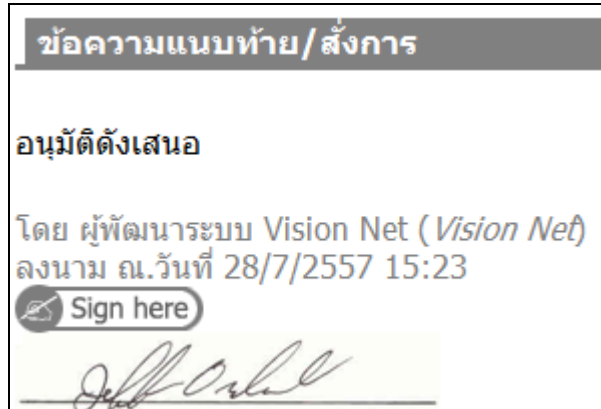 ข้อความแนบท้าย/สั่งการ
อนุมัติดังเสนอ
โดย ผู้พัฒนาระบบ Vision Net (Vision Net)
ลงนาม ณ.วันที่ 28/7/2557 15:23
Sign here